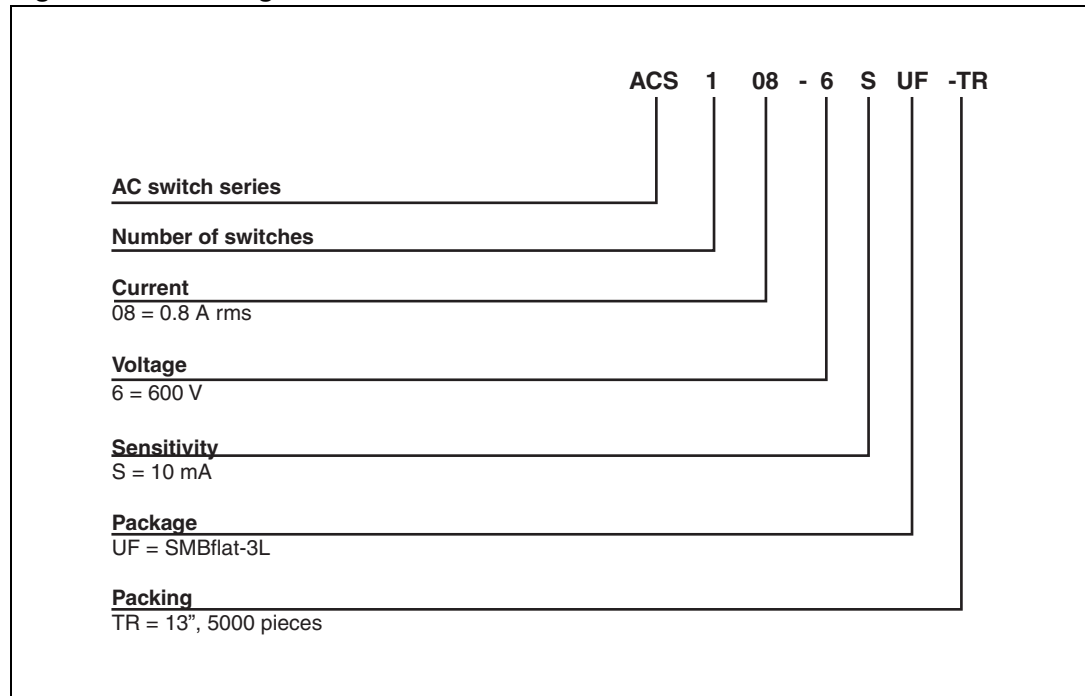 ACS 1 08 - 6 S UF -TR
AC switch series
Number of switches
Current
08 = 0.8 A rms
Voltage
6 = 600 V
Sensitivity
S = 10 mA
Package
UF = SMBflat-3L
Packing
TR = 13”, 5000 pieces